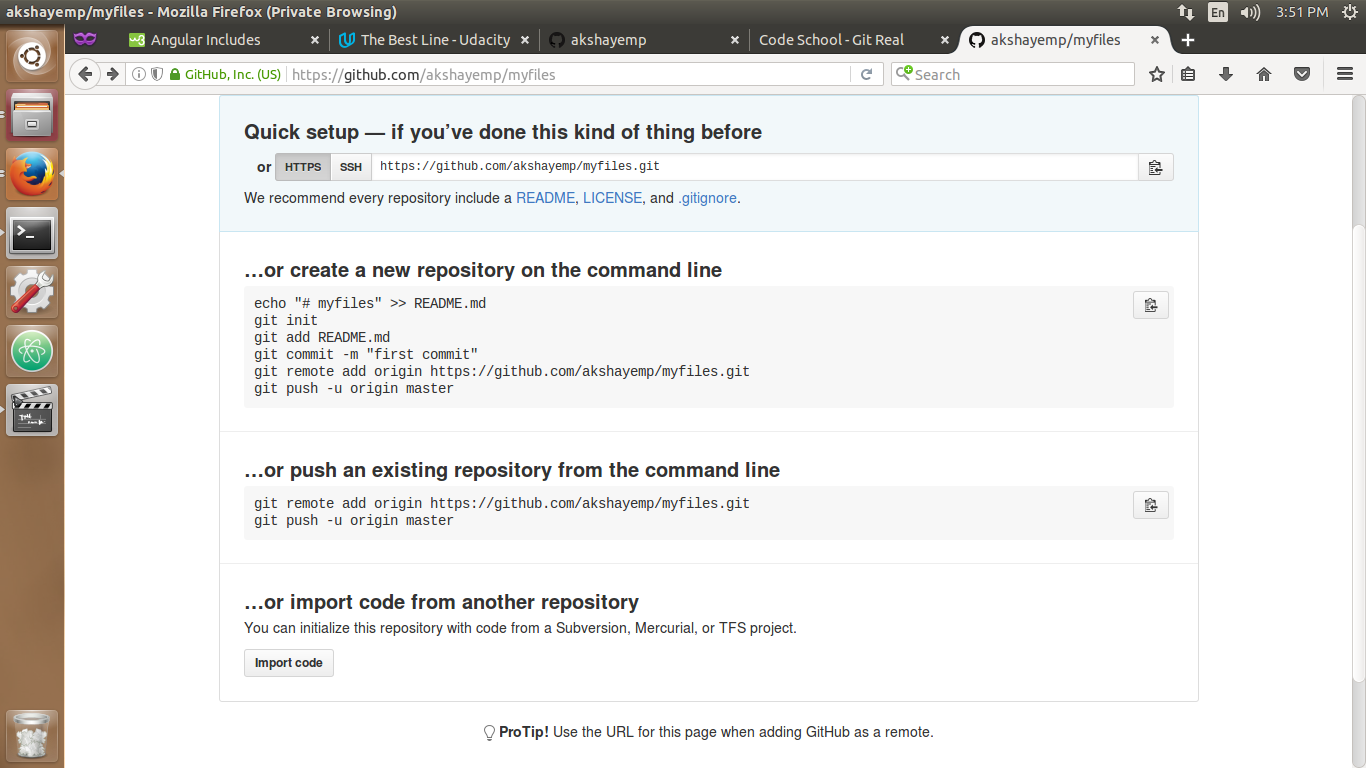 akshayemp/myfiles - Mozilla Firefox (Private Browsing)
En
3:51 PM
Angular Includes
The Best Line - Udacity
akshayemp
Code School - Git Real
akshayemp/myfiles
GitHub, Inc. (US)
https://github.com/akshayemp/myfiles
Search
Quick setup — if you’ve done this kind of thing before
or HTTPS SSH https://github.com/akshayemp/myfiles.git
We recommend every repository include a README, LICENSE, and .gitignore.
…or create a new repository on the command line
echo "# myfiles" >> README.md
git init
git add README.md
git commit -m "first commit"
git remote add origin https://github.com/akshayemp/myfiles.git
git push -u origin master
…or push an existing repository from the command line
git remote add origin https://github.com/akshayemp/myfiles.git
git push -u origin master
…or import code from another repository
You can initialize this repository with code from a Subversion, Mercurial, or TFS project.
Import code
ProTip! Use the URL for this page when adding GitHub as a remote.